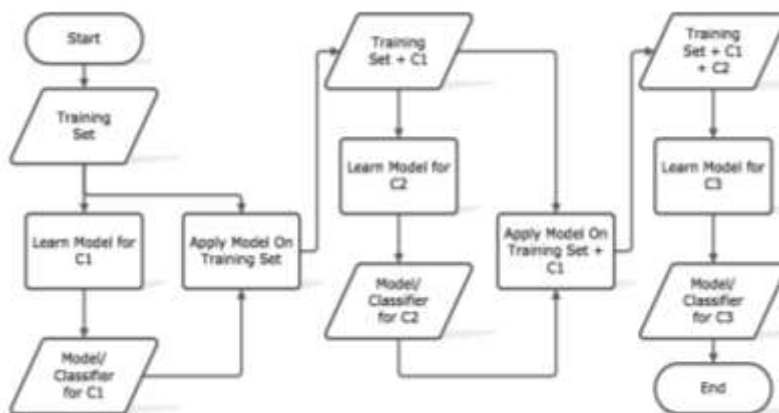 Start
Training
Set
Learn Model for
C1
Model/
Classifier
for C1
Apply Model On
Training Set
Training
Set + C1
Learn Model for
C2
Model/
Classifier
for C2
Apply Model On
Training Set +
C1
Training
Set + C1
+ C2
Learn Model for
C3
Model/
Classifier
for C3
End